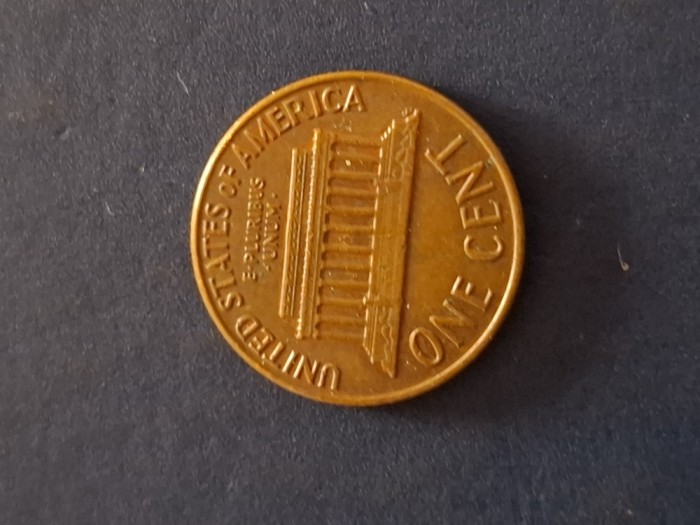 UNITED STATES OF AMERICA
E·PLURIBUS
UNUM
ONE CENT